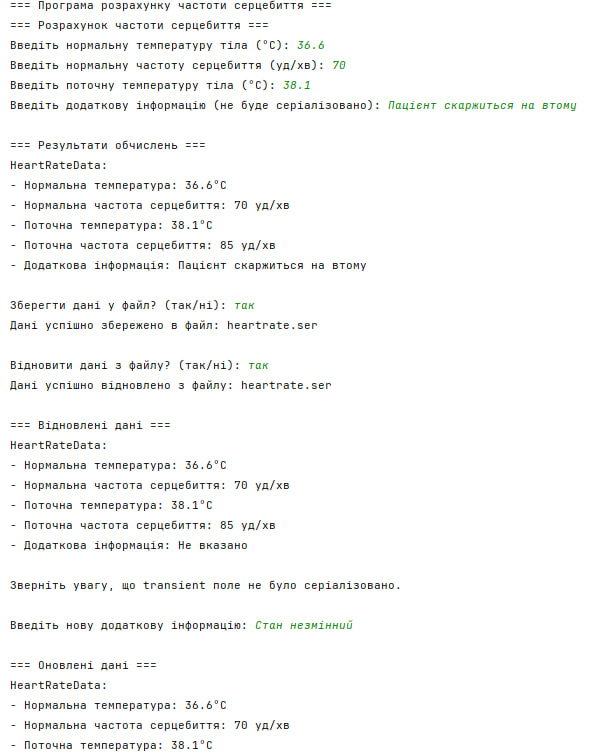 === Програма розрахунку частоти серцебиття ===
=== Розрахунок частоти серцебиття ===
Введіть нормальну температуру тіла (°C): 36.6
Введіть нормальну частоту серцебиття (уд/хв): 70
Введіть поточну температуру тіла (°C): 38.1
Введіть додаткову інформацію (не буде серіалізовано): Пацієнт скаржиться на втому
=== Результати обчислень ===
HeartRateData:
- Нормальна температура: 36.6°C
- Нормальна частота серцебиття: 70 уд/хв
- Поточна температура: 38.1°C
- Поточна частота серцебиття: 85 уд/хв
- Додаткова інформація: Пацієнт скаржиться на втому
Зберегти дані у файл? (так/ні): так
Дані успішно збережено в файл: heartrate.ser
Відновити дані з файлу? (так/ні): так
Дані успішно відновлено з файлу: heartrate.ser
=== Відновлені дані ===
HeartRateData:
- Нормальна температура: 36.6°C
- Нормальна частота серцебиття: 70 уд/хв
- Поточна температура: 38.1°C
- Поточна частота серцебиття: 85 уд/хв
- Додаткова інформація: Не вказано
Зверніть увагу, що transient поле не було серіалізовано.
Введіть нову додаткову інформацію: Стан незмінний
=== Оновлені дані ===
HeartRateData:
- Нормальна температура: 36.6°C
- Нормальна частота серцебиття: 70 уд/хв
- Поточна температура: 38.1°C